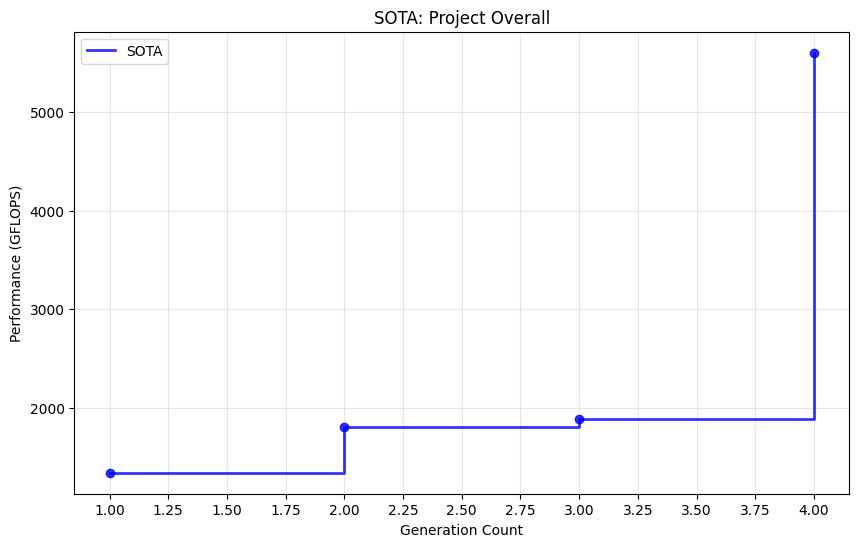 SOTA: Project Overall
SOTA
Performance (GFLOPS)
5000
4000
3000
2000
1.00 1.25 1.50 1.75 2.00 2.25 2.50 2.75 3.00 3.25 3.50 3.75 4.00
Generation Count